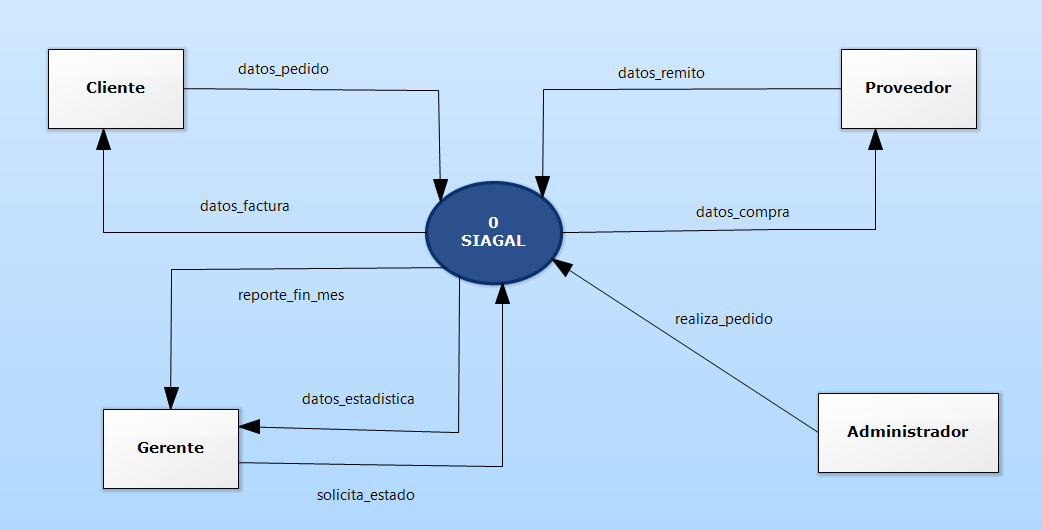 datos_pedido
datos_remito
Cliente
Proveedor
datos_factura
datos_compra
0
SIAGAL
reporte_fin_mes
realiza_pedido
datos_estadistica
Gerente
Administrador
solicita_estado